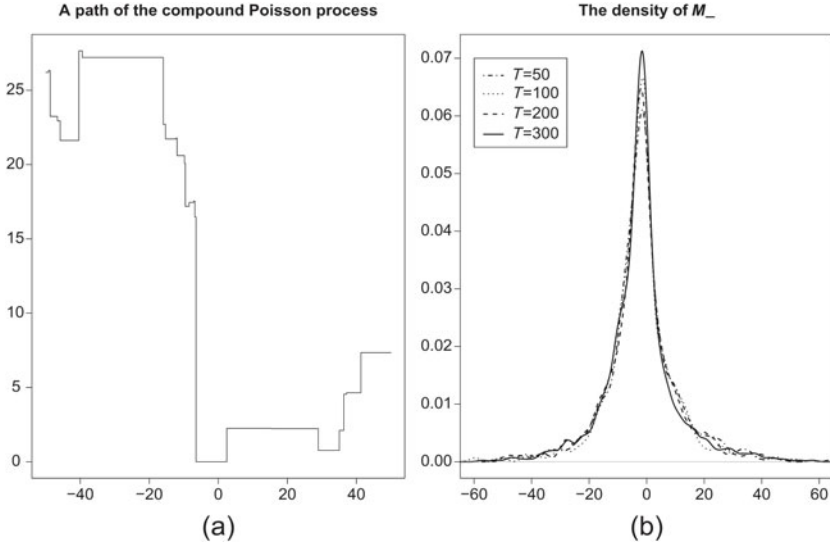 A path of the compound Poisson process
25
20
15
10
5
0
−40 −20 0 20 40
(a)
The density of M_
T=50
T=100
T=200
T=300
0.07
0.06
0.05
0.04
0.03
0.02
0.01
0.00
−60 −40 −20 0 20 40 60
(b)